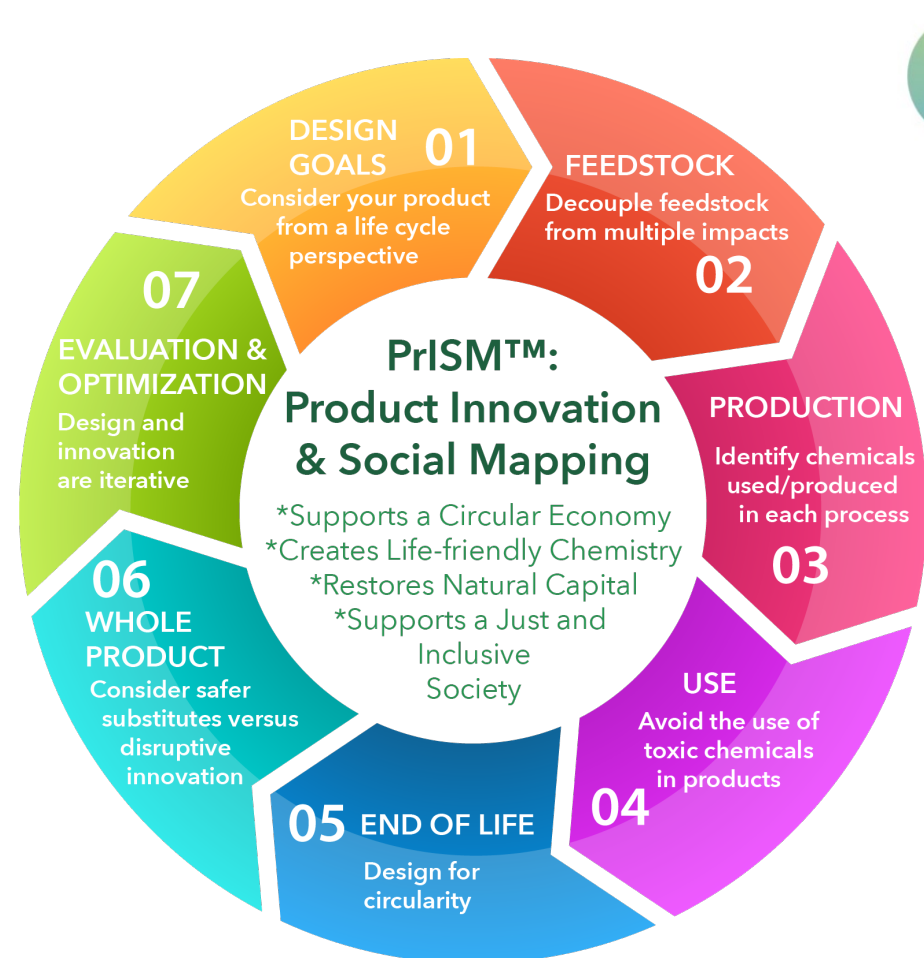 DESIGN
GOALS
01
Consider your product
from a life cycle
perspective
FEEDSTOCK
Decouple feedstock
from multiple impacts
02
PRODUCTION
Identify chemicals
used/produced
in each process
03
USE
Avoid the use of
toxic chemicals
in products
04
05 END OF LIFE
Design for
circularity
06
WHOLE
PRODUCT
Consider safer
substitutes versus
disruptive
innovation
07
EVALUATION &
OPTIMIZATION
Design and
innovation
are iterative
PrISM™:
Product Innovation
& Social Mapping
*Supports a Circular Economy
*Creates Life-friendly Chemistry
*Restores Natural Capital
*Supports a Just and
Inclusive
Society